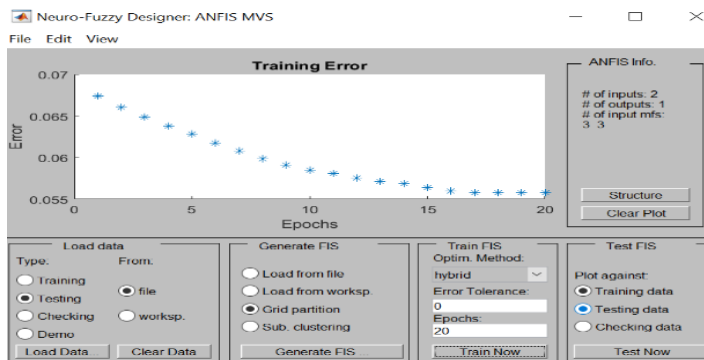 Neuro-Fuzzy Designer: ANFIS MVS
File Edit View
Training Error
0.07
0.065
0.06
0.055
Error
0 5 10 15 20
Epochs
ANFIS Info.
# of inputs: 2
# of outputs: 1
# of input mfs:
3 3
Structure
Clear Plot
Load data
Type: From:
Training
Testing
Checking
Demo
file
worksp.
Load Data... Clear Data
Generate FIS
Load from file
Load from worksp.
Grid partition
Sub. clustering
Generate FIS ...
Train FIS
Optim. Method:
hybrid
Error Tolerance:
0
Epochs:
20
Train Now
Test FIS
Plot against:
Training data
Testing data
Checking data
Test Now